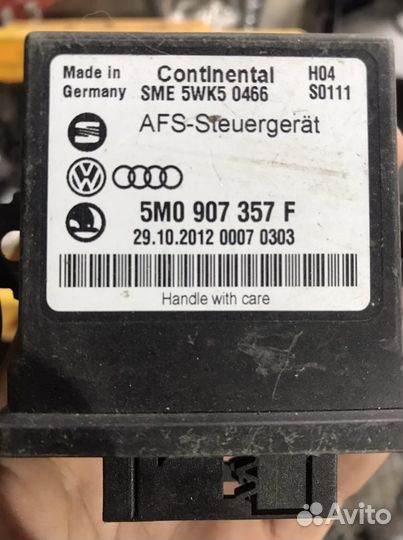 Made in Continental H04
Germany SME 5WK5 0466 S0111
AFS-Steuergerät
5M0 907 357 F
29.10.2012 0007 0303
Handle with care
Avito